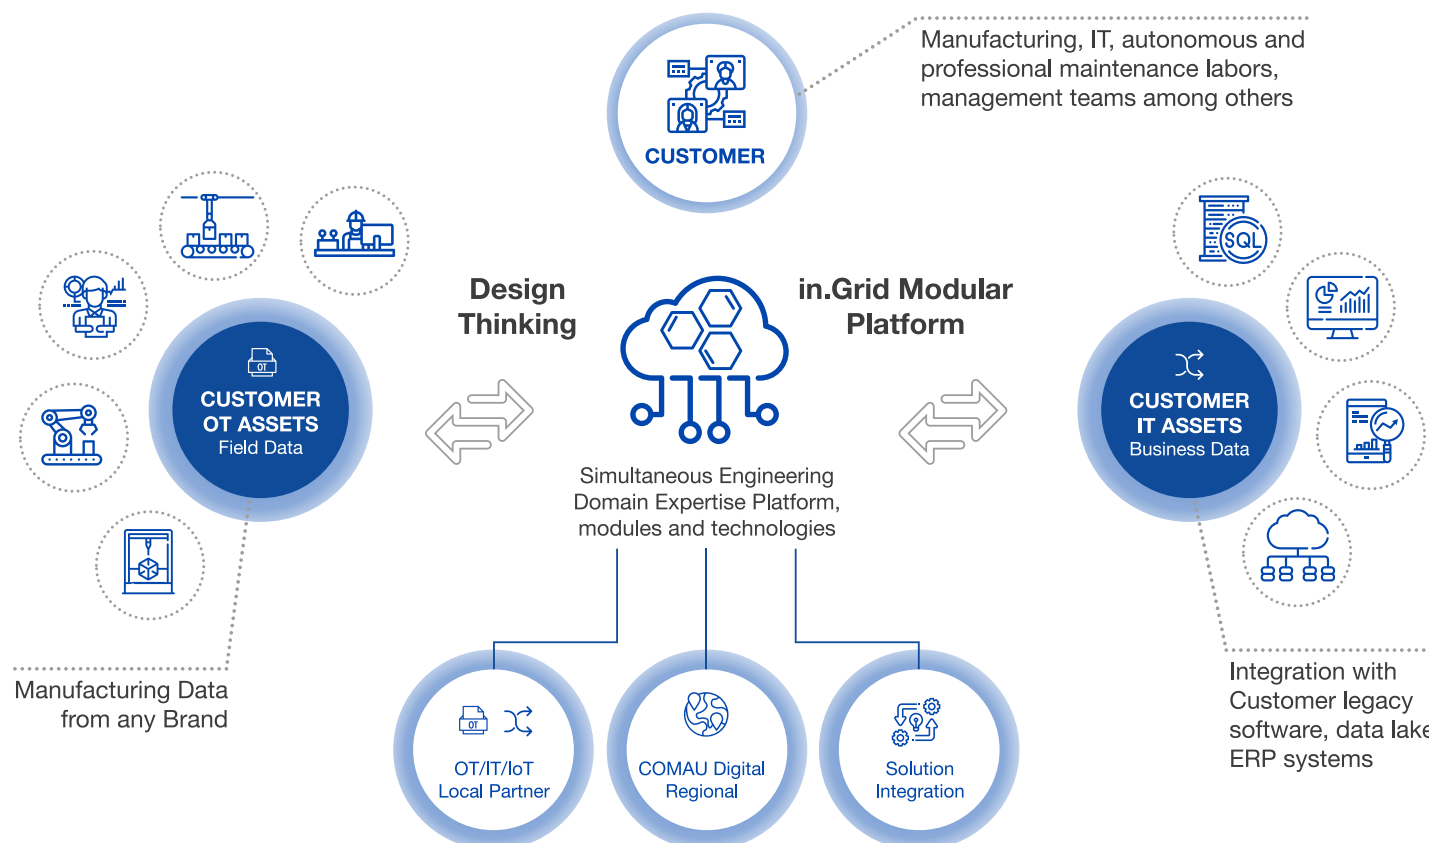 Manufacturing, IT, autonomous and
professional maintenance labors,
management teams among others
CUSTOMER
SQL
Design
Thinking
in.Grid Modular
Platform
OT
CUSTOMER
OT ASSETS
Field Data
CUSTOMER
IT ASSETS
Business Data
Simultaneous Engineering
Domain Expertise Platform,
modules and technologies
Manufacturing Data
from any Brand
Integration with
Customer legacy
software, data lake
ERP systems
OT
OT/IT/IoT
Local Partner
COMAU Digital
Regional
Solution
Integration